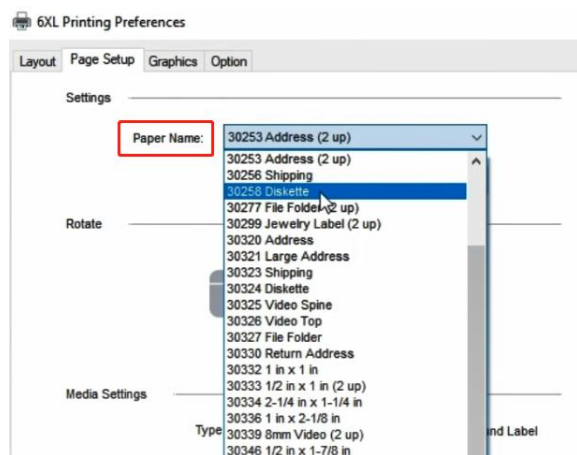 6XL Printing Preferences
Layout Page Setup Graphics Option
Settings
Paper Name: 30253 Address (2 up)
30253 Address (2 up)
30256 Shipping
30258 Diskette
30277 File Folder (2 up)
30299 Jewelry Label (2 up)
Rotate
30320 Address
30321 Large Address
30323 Shipping
30324 Diskette
30325 Video Spine
30326 Video Top
30327 File Folder
30330 Return Address
30332 1 in x 1 in
30333 1/2 in x 1 in (2 up)
Media Settings
30334 2-1/4 in x 1-1/4 in
30336 1 in x 2-1/8 in
Type 30339 8mm Video (2 up) und Label
30346 1/2 in x 1-7/8 in